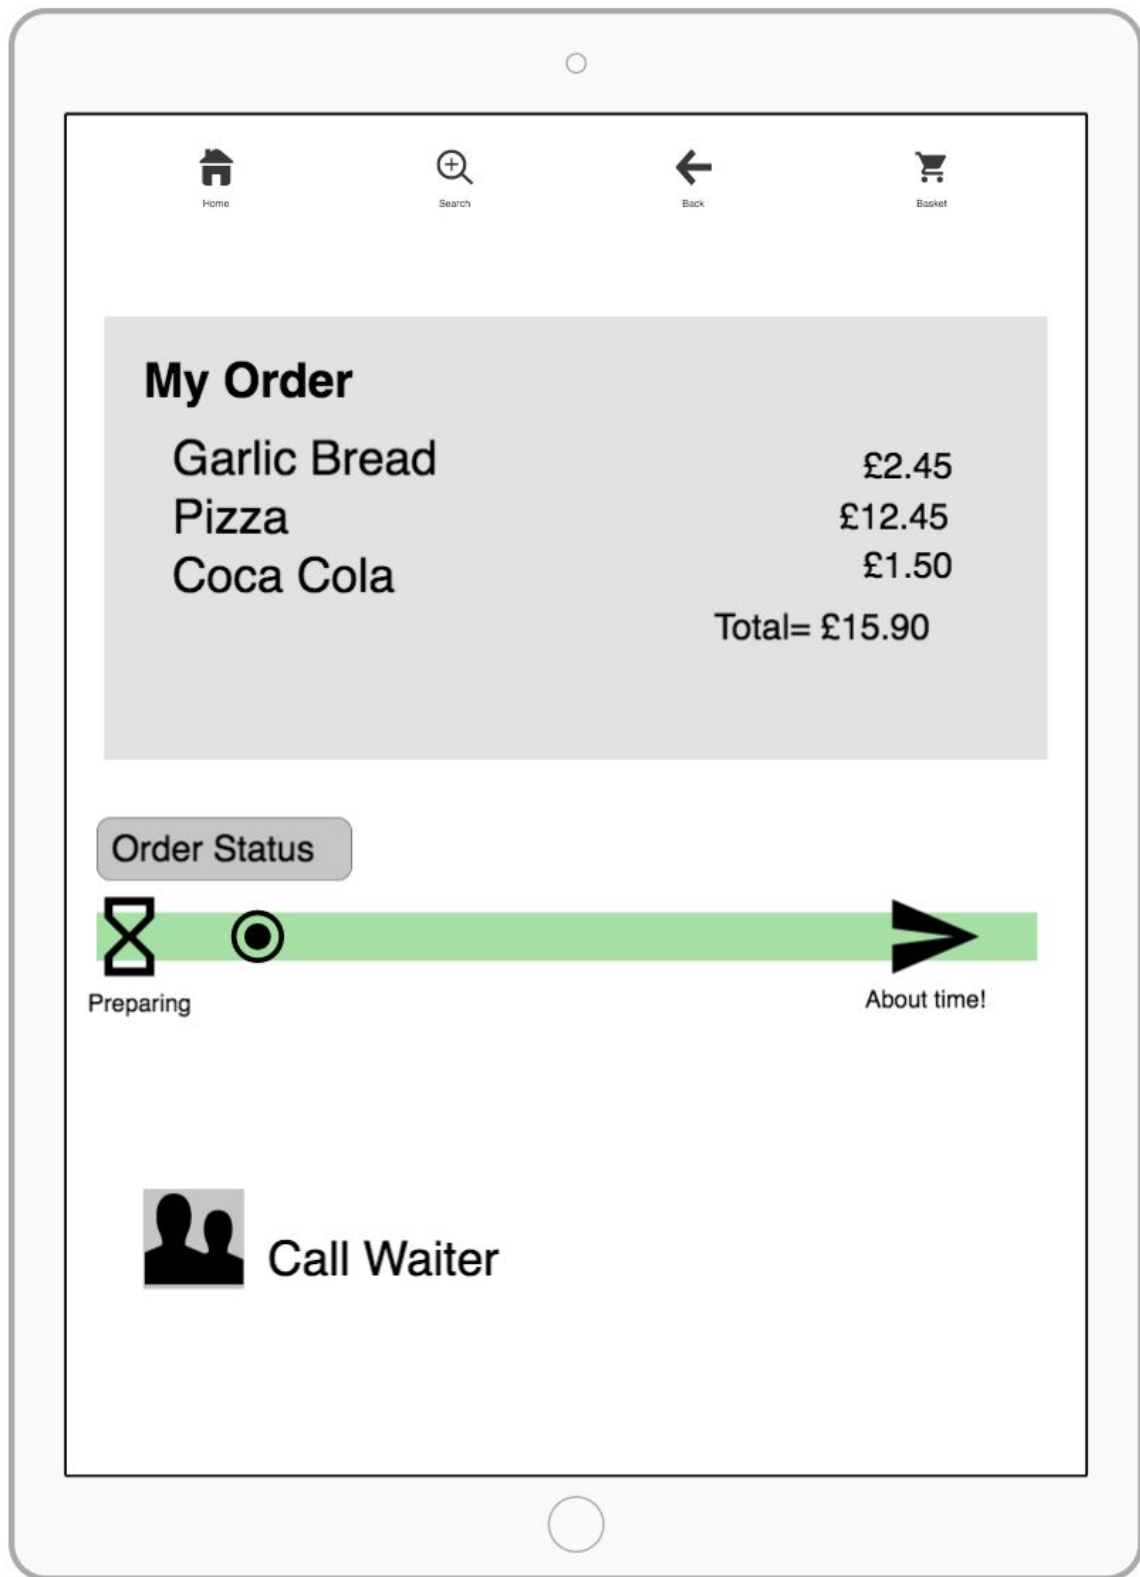 Home Search Back Basket
My Order
Garlic Bread £2.45
Pizza £12.45
Coca Cola £1.50
Total= £15.90
Order Status
Preparing About time!
Call Waiter